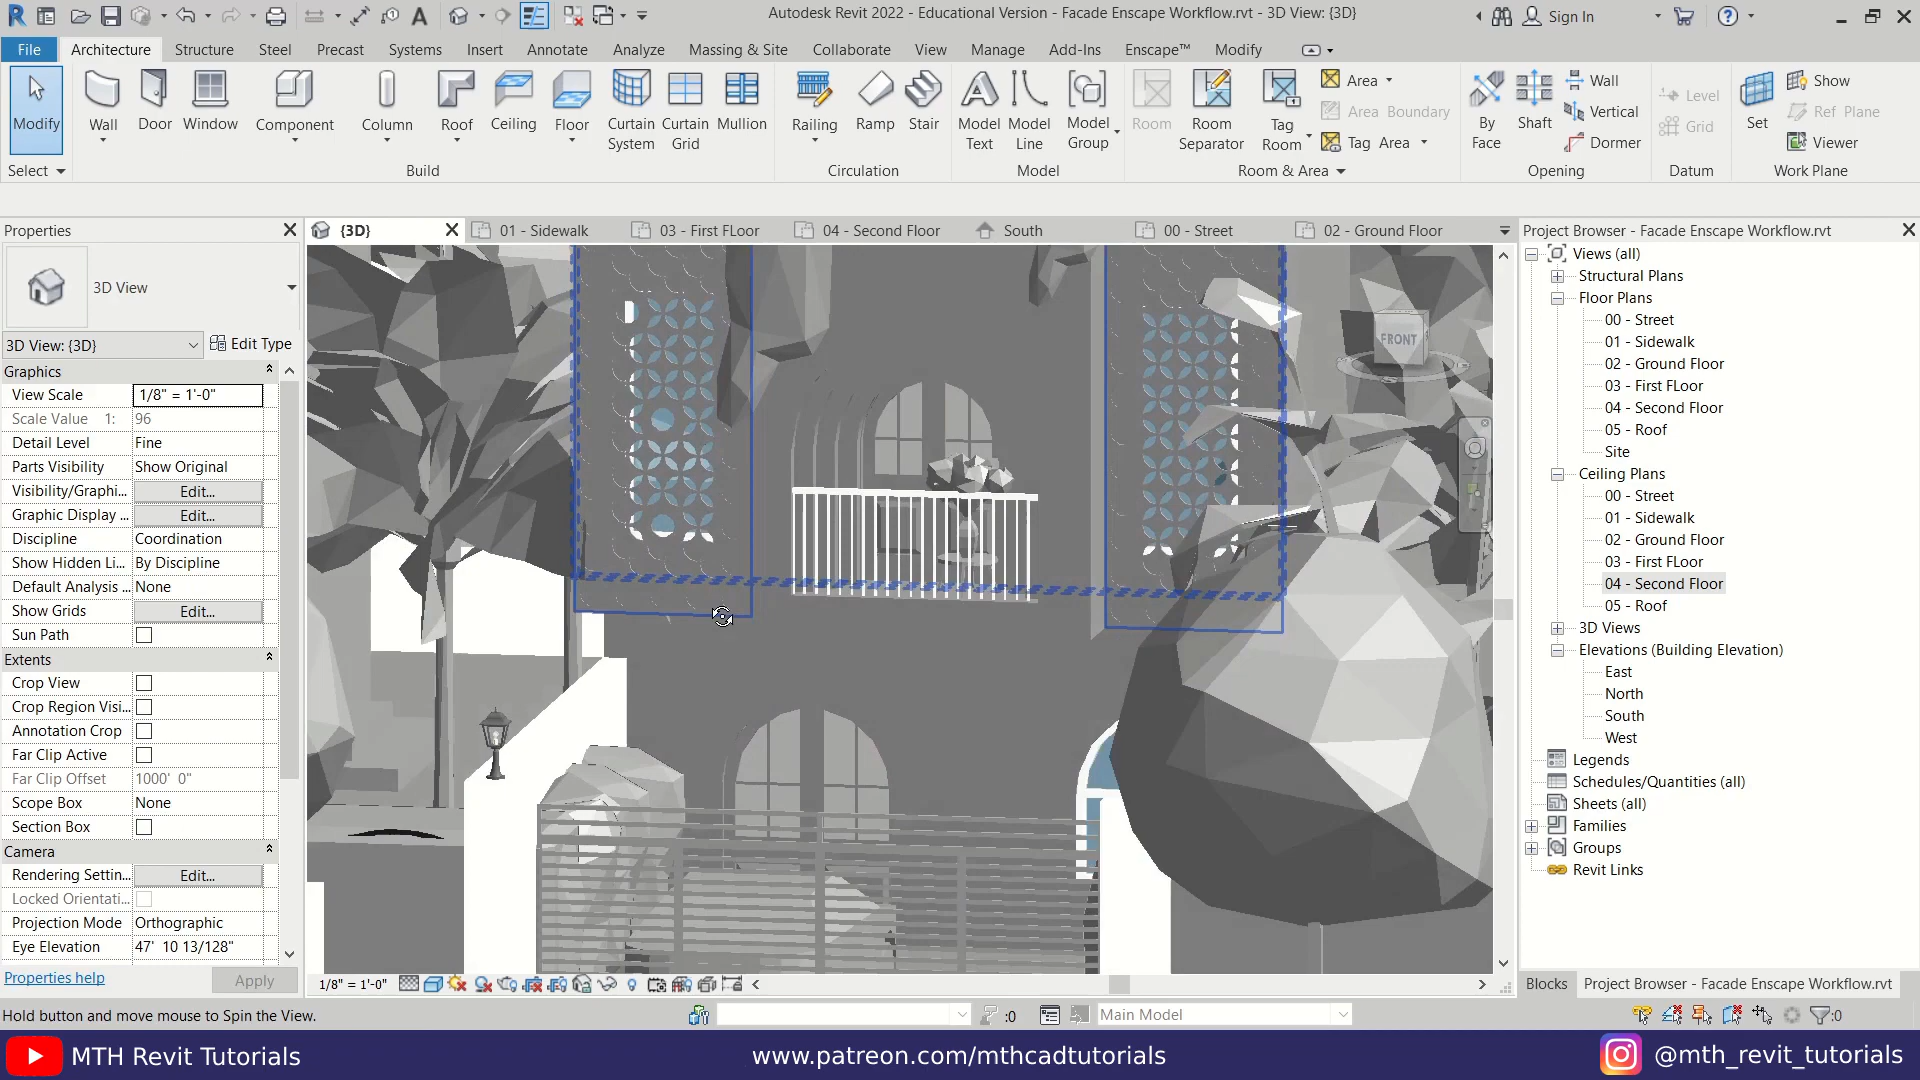 Autodesk Revit 2022 - Educational Version - Facade Enscape Workflow.rvt - 3D View: {3D}
Sign In
File Architecture Structure Steel Precast Systems Insert Annotate Analyze Massing & Site Collaborate View Manage Add-Ins Enscape™ Modify
Modify Wall Door Window Component Column Roof Ceiling Floor Curtain System Curtain Grid Mullion Railing Ramp Stair Model Text Model Line Model Group Room Room Separator Tag Room Area Area Boundary Tag Area By Face Shaft Wall Vertical Dormer Level Grid Set Show Ref Plane Viewer
Select Build Circulation Model Room & Area Opening Datum Work Plane
Properties
3D View
3D View: {3D} Edit Type
Graphics
View Scale 1/8" = 1'-0"
Scale Value 1: 96
Detail Level Fine
Parts Visibility Show Original
Visibility/Graphi... Edit...
Graphic Display ... Edit...
Discipline Coordination
Show Hidden Li... By Discipline
Default Analysis ... None
Show Grids Edit...
Sun Path
Extents
Crop View
Crop Region Visi...
Annotation Crop
Far Clip Active
Far Clip Offset 1000' 0"
Scope Box None
Section Box
Camera
Rendering Settin... Edit...
Locked Orientati...
Projection Mode Orthographic
Eye Elevation 47' 10 13/128"
Properties help Apply
{3D} 01 - Sidewalk 03 - First FLoor 04 - Second Floor South 00 - Street 02 - Ground Floor
FRONT
1/8" = 1'-0"
Project Browser - Facade Enscape Workflow.rvt
Views (all)
Structural Plans
Floor Plans
00 - Street
01 - Sidewalk
02 - Ground Floor
03 - First FLoor
04 - Second Floor
05 - Roof
Site
Ceiling Plans
00 - Street
01 - Sidewalk
02 - Ground Floor
03 - First FLoor
04 - Second Floor
05 - Roof
3D Views
Elevations (Building Elevation)
East
North
South
West
Legends
Schedules/Quantities (all)
Sheets (all)
Families
Groups
Revit Links
Blocks Project Browser - Facade Enscape Workflow.rvt
Hold button and move mouse to Spin the View.
:0 Main Model :0
MTH Revit Tutorials
www.patreon.com/mthcadtutorials
@mth_revit_tutorials